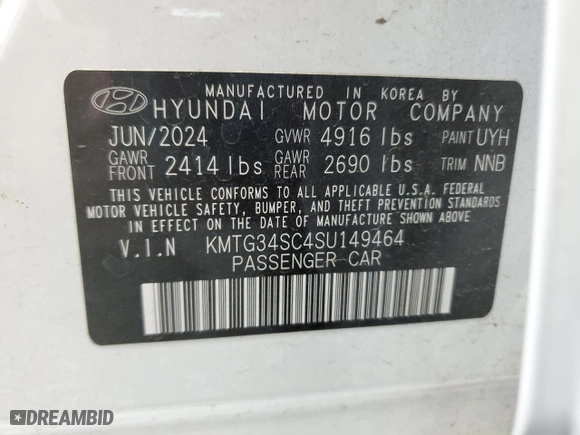 MANUFACTURED IN KOREA BY
HYUNDAI MOTOR COMPANY
JUN/2024 GVWR 4916 lbs PAINT UYH
GAWR FRONT 2414 lbs GAWR REAR 2690 lbs TRIM NNB
THIS VEHICLE CONFORMS TO ALL APPLICABLE U.S.A. FEDERAL
MOTOR VEHICLE SAFETY, BUMPER, AND THEFT PREVENTION STANDARDS
IN EFFECT ON THE DATE OF MANUFACTURE SHOWN ABOVE.
V.I.N KMTG34SC4SU149464
PASSENGER CAR
DREAMBID